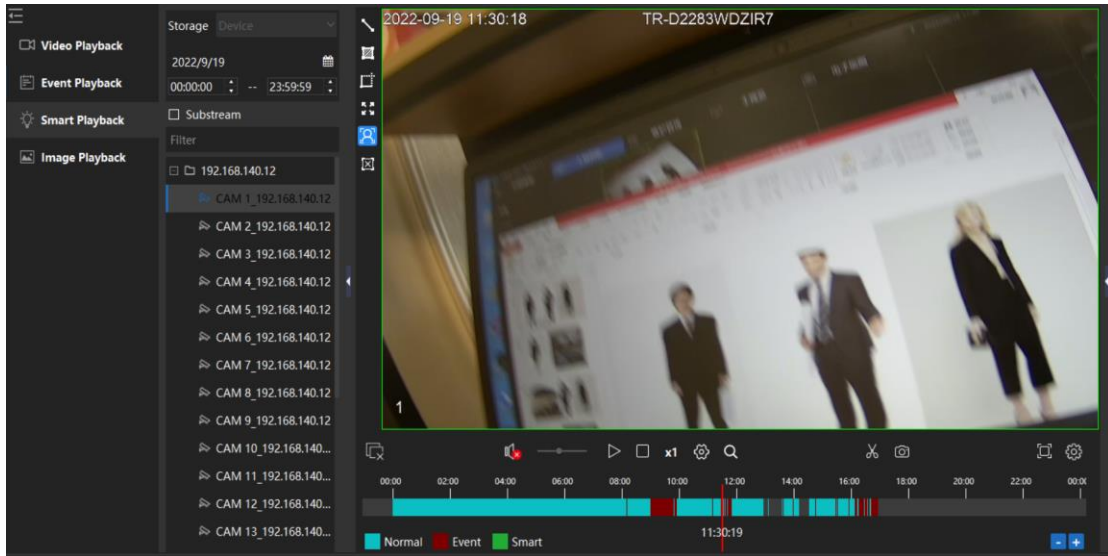 Storage Device
Video Playback
2022/9/19
Event Playback
00:00:00 -- 23:59:59
Smart Playback
Substream
Filter
Image Playback
192.168.140.12
CAM 1_192.168.140.12
CAM 2_192.168.140.12
CAM 3_192.168.140.12
CAM 4_192.168.140.12
CAM 5_192.168.140.12
CAM 6_192.168.140.12
CAM 7_192.168.140.12
CAM 8_192.168.140.12
CAM 9_192.168.140.12
CAM 10_192.168.140...
CAM 11_192.168.140...
CAM 12_192.168.140...
CAM 13_192.168.140...
2022-09-19 11:30:18 TR-D2283WDZIR7
1
x1
00:00 02:00 04:00 06:00 08:00 10:00 12:00 14:00 16:00 18:00 20:00 22:00 00:0
11:30:19
Normal Event Smart
- +